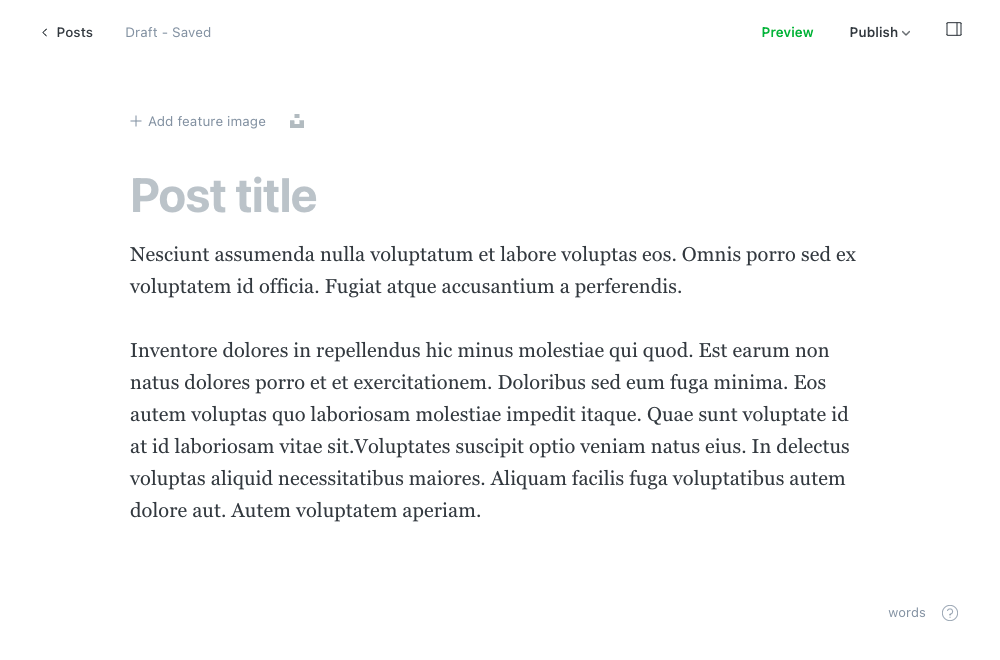 Posts
Draft - Saved
Preview
Publish
Add feature image
Post title
Nesciunt assumenda nulla voluptatum et labore voluptas eos. Omnis porro sed ex
voluptatem id officia. Fugiat atque accusantium a perferendis.
Inventore dolores in repellendus hic minus molestiae qui quod. Est earum non
natus dolores porro et et exercitationem. Doloribus sed eum fuga minima. Eos
autem voluptas quo laboriosam molestiae impedit itaque. Quae sunt voluptate id
at id laboriosam vitae sit.Voluptates suscipit optio veniam natus eius. In delectus
voluptas aliquid necessitatibus maiores. Aliquam facilis fuga voluptatibus autem
dolore aut. Autem voluptatem aperiam.
words
?